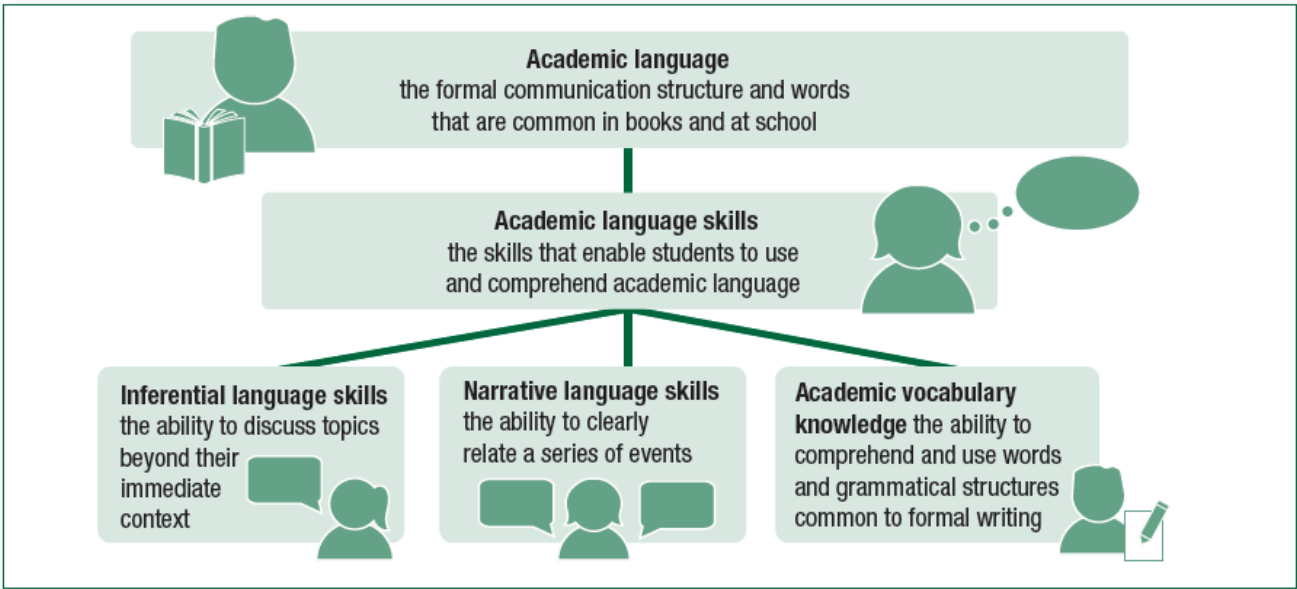 Academic language
the formal communication structure and words
that are common in books and at school
Academic language skills
the skills that enable students to use
and comprehend academic language
Inferential language skills
the ability to discuss topics
beyond their
immediate
context
Narrative language skills
the ability to clearly
relate a series of events
Academic vocabulary
knowledge the ability to
comprehend and use words
and grammatical structures
common to formal writing